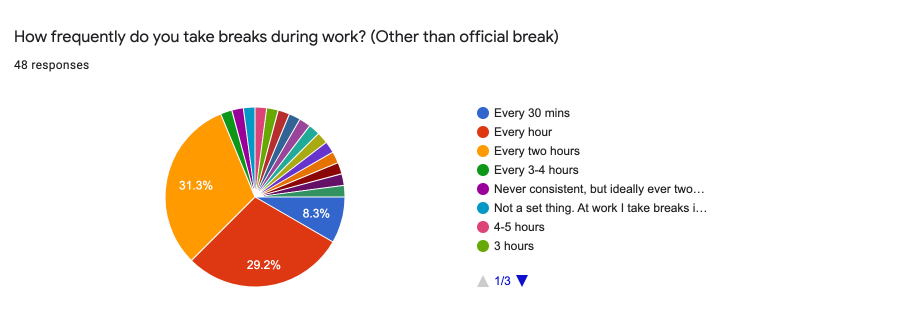 How frequently do you take breaks during work? (Other than official break)
48 responses
31.3%
8.3%
29.2%
Every 30 mins
Every hour
Every two hours
Every 3-4 hours
Never consistent, but ideally ever two…
Not a set thing. At work I take breaks i…
4-5 hours
3 hours
1/3